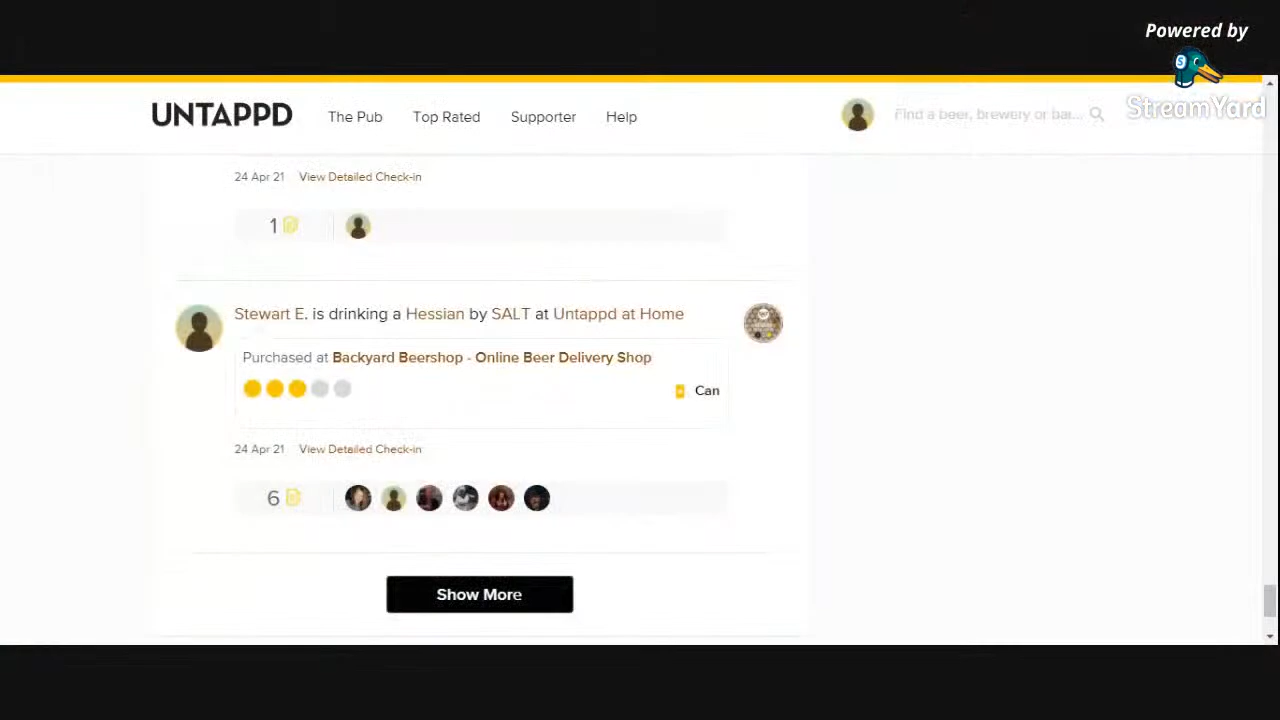 Powered by
StreamYard
UNTAPPD The Pub Top Rated Supporter Help Find a beer, brewery or bar...
24 Apr 21 View Detailed Check-in
1
Stewart E. is drinking a Hessian by SALT at Untappd at Home
Purchased at Backyard Beershop - Online Beer Delivery Shop
Can
24 Apr 21 View Detailed Check-in
6
Show More